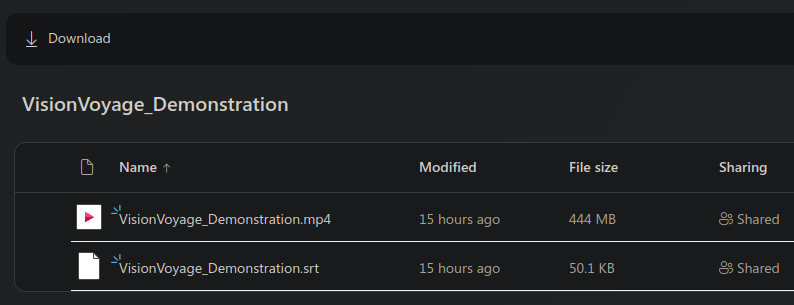 Download
VisionVoyage_Demonstration
Name ↑ Modified File size Sharing
VisionVoyage_Demonstration.mp4 15 hours ago 444 MB Shared
VisionVoyage_Demonstration.srt 15 hours ago 50.1 KB Shared